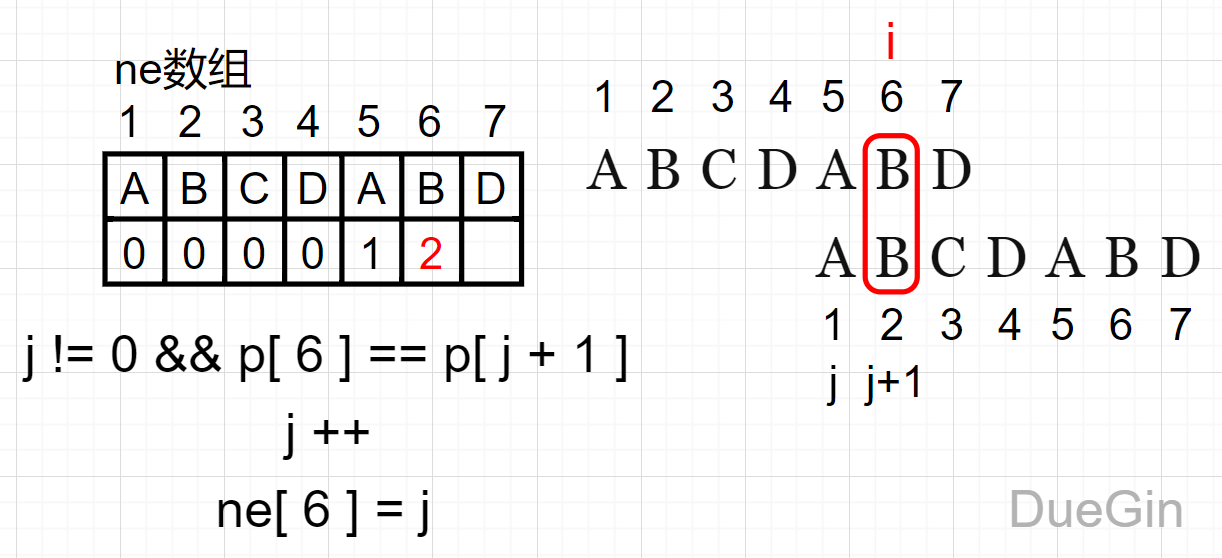 ne数组
1 2 3 4 5 6 7
A B C D A B D
0 0 0 0 1 2
j != 0 && p[ 6 ] == p[ j + 1 ]
j ++
ne[ 6 ] = j
i
1 2 3 4 5 6 7
A B C D A B D
A B C D A B D
1 2 3 4 5 6 7
j j+1
DueGin